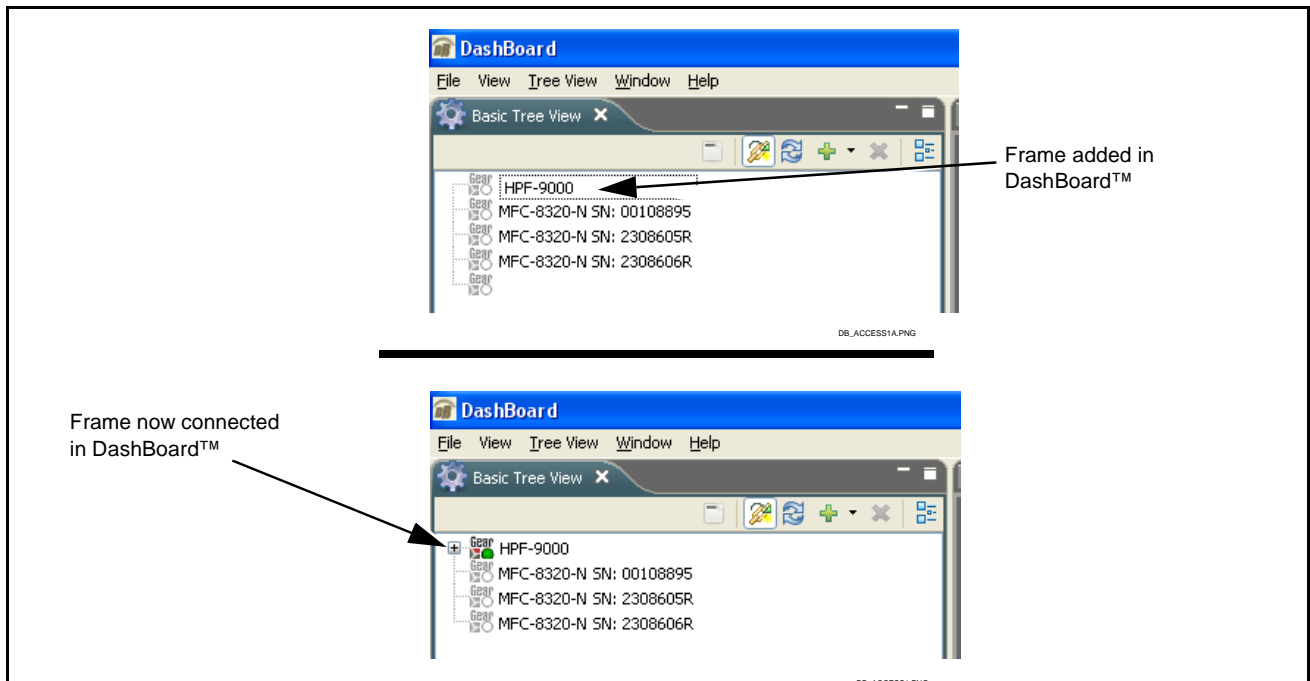 DashBoard
File View Tree View Window Help
Basic Tree View
Frame added in
DashBoard™
Gear HPF-9000
Gear MFC-8320-N SN: 00108895
Gear MFC-8320-N SN: 2308605R
Gear MFC-8320-N SN: 2308606R
Gear
DB_ACCESS1A.PNG
Frame now connected
in DashBoard™
DashBoard
File View Tree View Window Help
Basic Tree View
Gear HPF-9000
Gear MFC-8320-N SN: 00108895
Gear MFC-8320-N SN: 2308605R
Gear MFC-8320-N SN: 2308606R